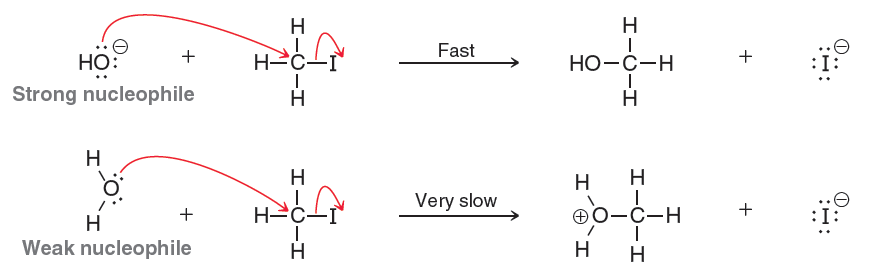 H
HO:⊖ + H–C–I Fast HO–C–H + :I:⊖
H
Strong nucleophile
H
H
H
O + H–C–I Very slow ⊕O–C–H + :I:⊖
H
H
Weak nucleophile